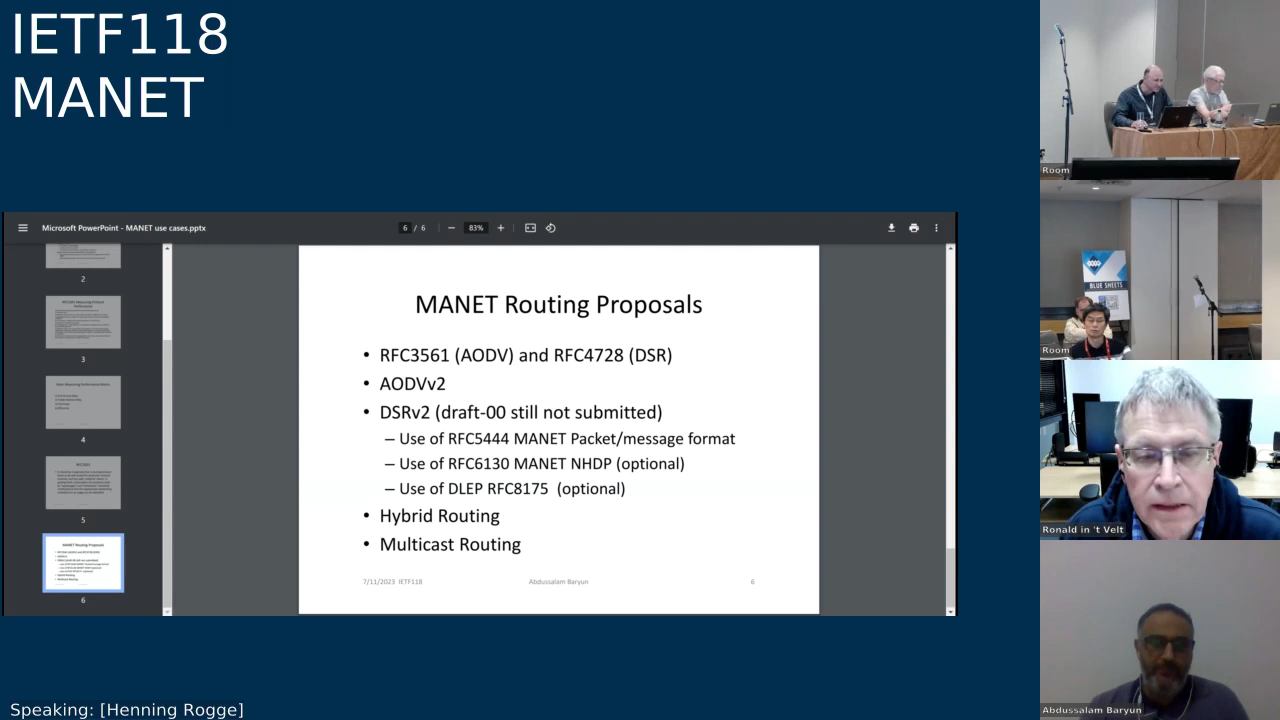 IETF118
MANET
Microsoft PowerPoint - MANET use cases.pptx
6 / 6
83%
2
3
4
5
6
MANET Routing Proposals
• RFC3561 (AODV) and RFC4728 (DSR)
• AODVv2
• DSRv2 (draft-00 still not submitted)
– Use of RFC5444 MANET Packet/message format
– Use of RFC6130 MANET NHDP (optional)
– Use of DLEP RFC8175 (optional)
• Hybrid Routing
• Multicast Routing
7/11/2023 IETF118
Abdussalam Baryun
6
Room
BLUE SHEETS
Room
Ronald in 't Velt
Abdussalam Baryun
Speaking: [Henning Rogge]